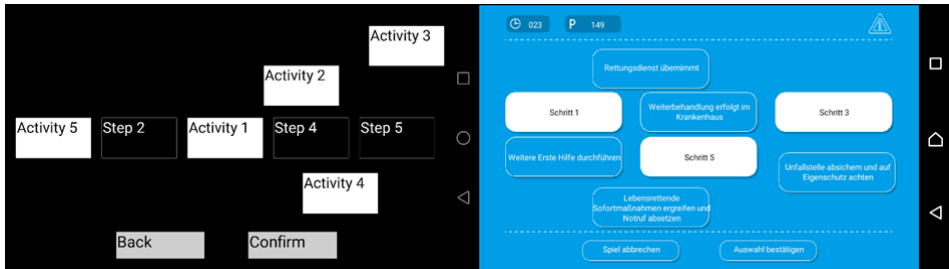 Activity 3
Activity 2
Activity 5
Step 2
Activity 1
Step 4
Step 5
Activity 4
Back
Confirm
023
P
149
Rettungsdienst übernimmt
Schritt 1
Weiterbehandlung erfolgt im
Krankenhaus
Schritt 3
Weitere Erste Hilfe durchführen
Schritt 5
Unfallstelle absichern und auf
Eigenschutz achten
Lebensrettende
Sofortmaßnahmen ergreifen und
Notruf absetzen
Spiel abbrechen
Auswahl bestätigen